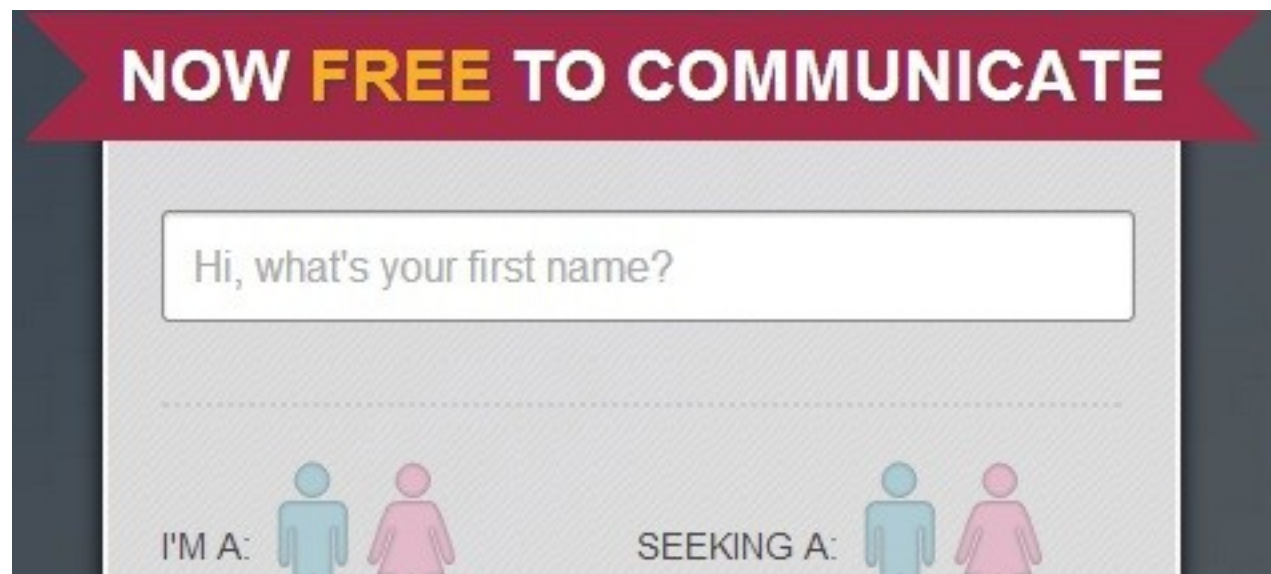 NOW FREE TO COMMUNICATE
Hi, what's your first name?
I'M A: SEEKING A: